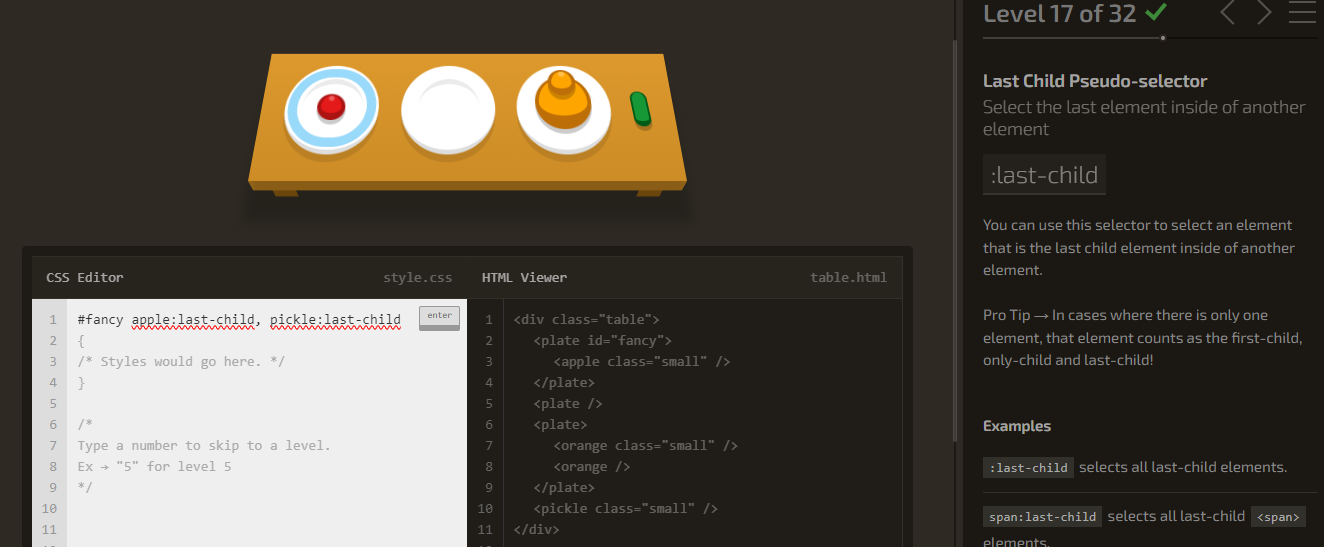 Level 17 of 32
Last Child Pseudo-selector
Select the last element inside of another
element
:last-child
You can use this selector to select an element
that is the last child element inside of another
element.
Pro Tip → In cases where there is only one
element, that element counts as the first-child,
only-child and last-child!
Examples
:last-child selects all last-child elements.
span:last-child selects all last-child <span>
elements.
CSS Editor style.css
1 #fancy apple:last-child, pickle:last-child enter
2 {
3 /* Styles would go here. */
4 }
5
6 /*
7 Type a number to skip to a level.
8 Ex → "5" for level 5
9 */
10
11
HTML Viewer table.html
1 <div class="table">
2 <plate id="fancy">
3 <apple class="small" />
4 </plate>
5 <plate />
6 <plate>
7 <orange class="small" />
8 <orange />
9 </plate>
10 <pickle class="small" />
11 </div>